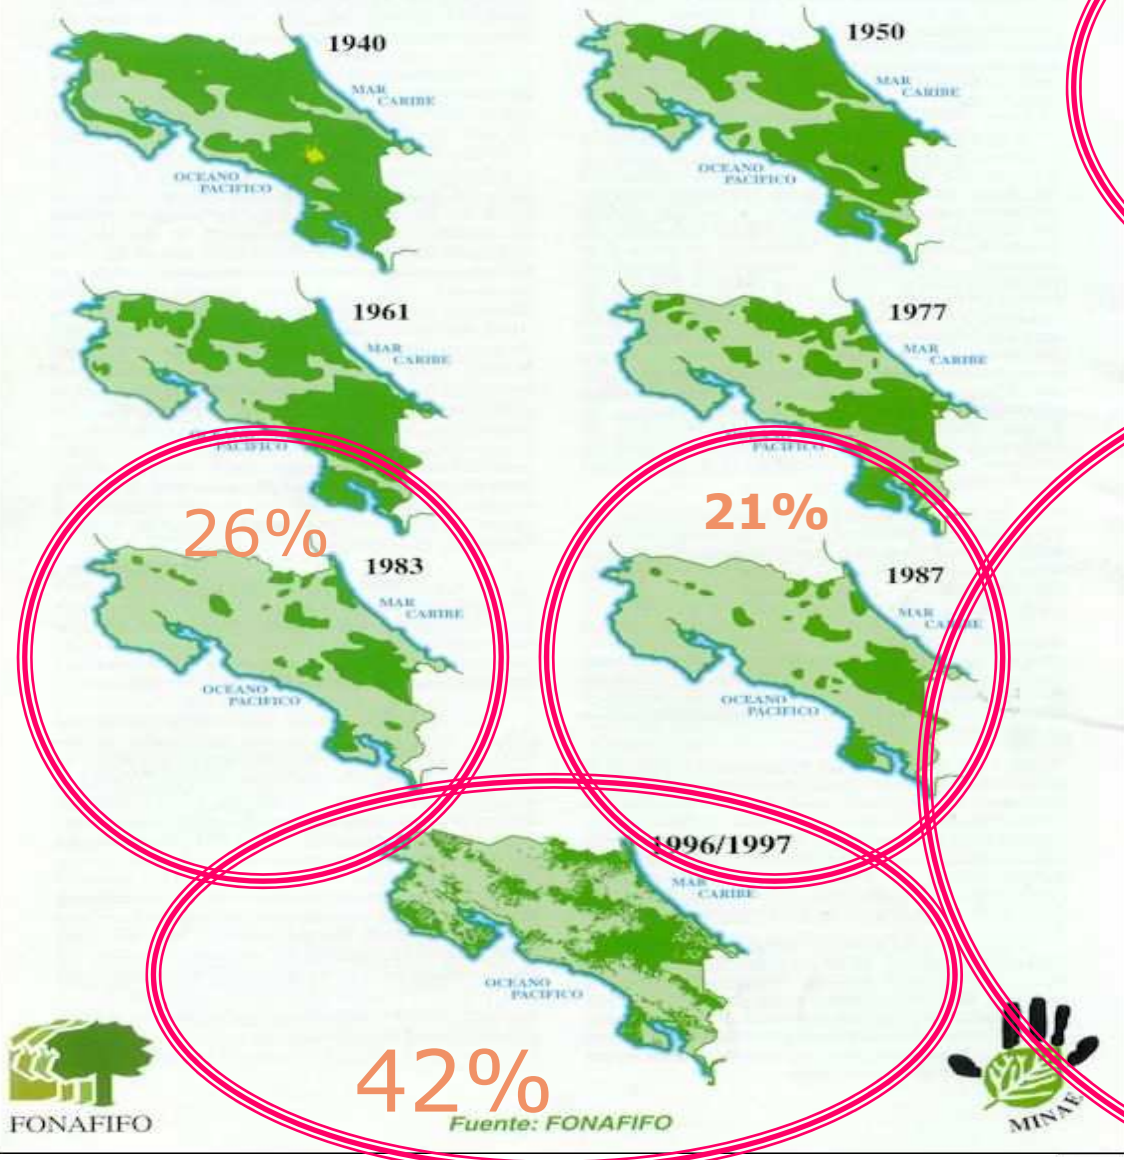 1940
MAR
CARIBE
OCEANO
PACIFICO
1950
MAR
CARIBE
OCEANO
PACIFICO
1961
MAR
CARIBE
PACIFICO
1977
MAR
CARIBE
PACIFICO
26%
1983
MAR
CARIBE
OCEANO
PACIFICO
21%
1987
MAR
CARIBE
OCEANO
PACIFICO
1996/1997
MAR
CARIBE
OCEANO
PACIFICO
42%
FONAFIFO
Fuente: FONAFIFO
MINAE